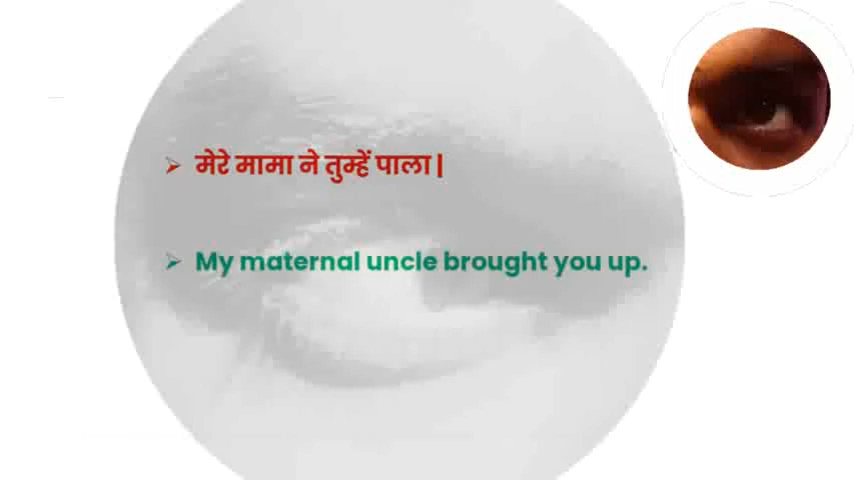 मेरे मामा ने तुम्हें पाला |
My maternal uncle brought you up.